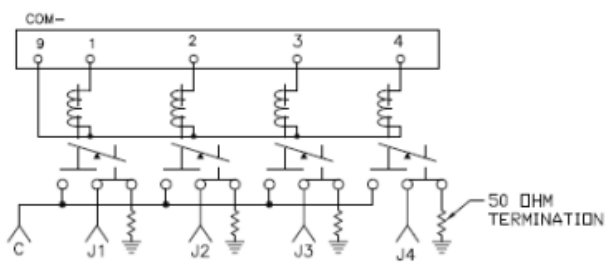 COM-
9 1 2 3 4
50 OHM
TERMINATION
C J1 J2 J3 J4